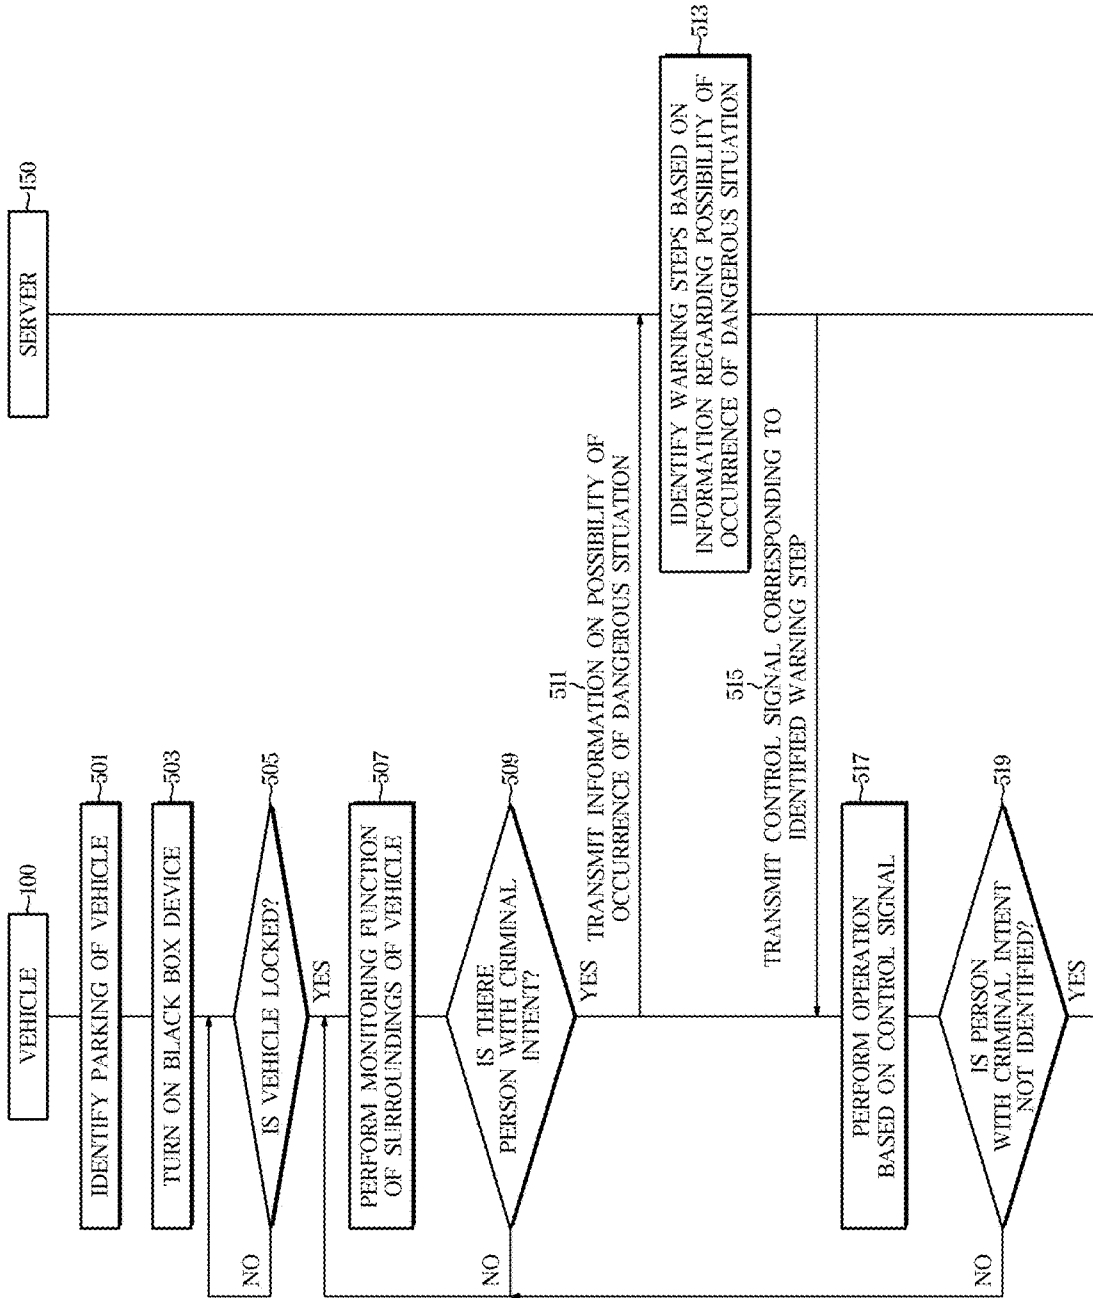 VEHICLE
100
SERVER
450
IDENTIFY PARKING OF VEHICLE
501
TURN ON BLACK BOX DEVICE
503
IS VEHICLE LOCKED?
505
NO
YES
PERFORM MONITORING FUNCTION
OF SURROUNDINGS OF VEHICLE
507
IS THERE
PERSON WITH CRIMINAL
INTENT?
509
YES
511
TRANSMIT INFORMATION ON POSSIBILITY OF
OCCURRENCE OF DANGEROUS SITUATION
IDENTIFY WARNING STEPS BASED ON
INFORMATION REGARDING POSSIBILITY OF
OCCURRENCE OF DANGEROUS SITUATION
513
515
TRANSMIT CONTROL SIGNAL CORRESPONDING TO
IDENTIFIED WARNING STEP
PERFORM OPERATION
BASED ON CONTROL SIGNAL
517
IS PERSON
WITH CRIMINAL INTENT
NOT IDENTIFIED?
519
NO
YES